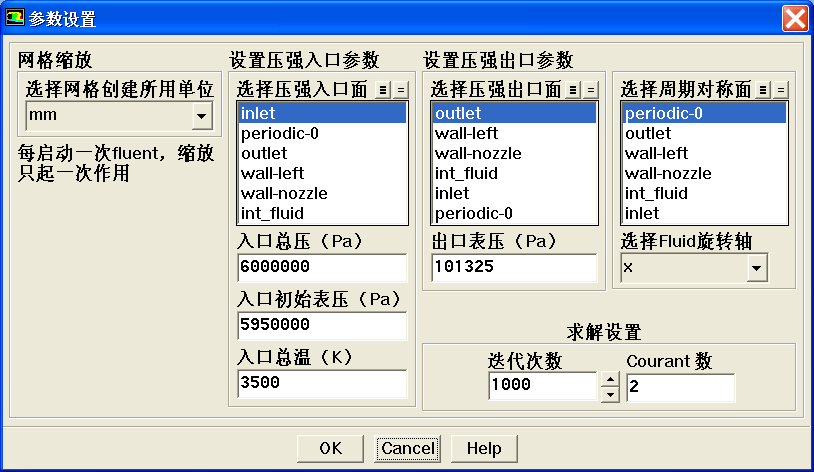 参数设置
网格缩放
选择网格创建所用单位
mm
每启动一次fluent，缩放
只起一次作用
设置压强入口参数
选择压强入口面
inlet
periodic-0
outlet
wall-left
wall-nozzle
int_fluid
入口总压（Pa）
6000000
入口初始表压（Pa）
5950000
入口总温（K）
3500
设置压强出口参数
选择压强出口面
outlet
wall-left
wall-nozzle
int_fluid
inlet
periodic-0
出口表压（Pa）
101325
选择周期对称面
periodic-0
outlet
wall-left
wall-nozzle
int_fluid
inlet
选择Fluid旋转轴
x
求解设置
迭代次数
1000
Courant 数
2
OK
Cancel
Help